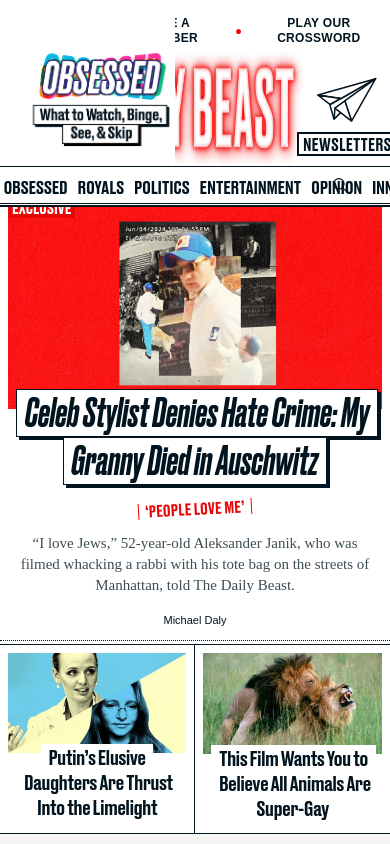 E A
BER
PLAY OUR
CROSSWORD
OBSESSED
What to Watch, Binge,
See, & Skip
Y BEAST
NEWSLETTERS
OBSESSED ROYALS POLITICS ENTERTAINMENT OPINION INN
EXCLUSIVE
Celeb Stylist Denies Hate Crime: My
Granny Died in Auschwitz
‘PEOPLE LOVE ME’
“I love Jews,” 52-year-old Aleksander Janik, who was
filmed whacking a rabbi with his tote bag on the streets of
Manhattan, told The Daily Beast.
Michael Daly
Putin’s Elusive
Daughters Are Thrust
Into the Limelight
This Film Wants You to
Believe All Animals Are
Super-Gay